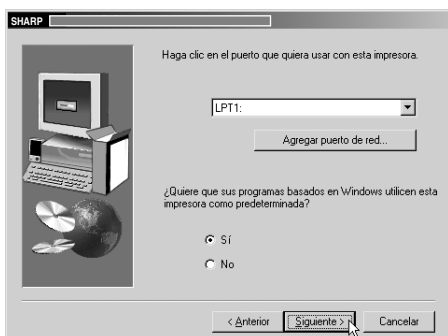 SHARP
Haga clic en el puerto que quiera usar con esta impresora.
LPT1:
Agregar puerto de red...
¿Quiere que sus programas basados en Windows utilicen esta
impresora como predeterminada?
Sí
No
< Anterior Siguiente > Cancelar